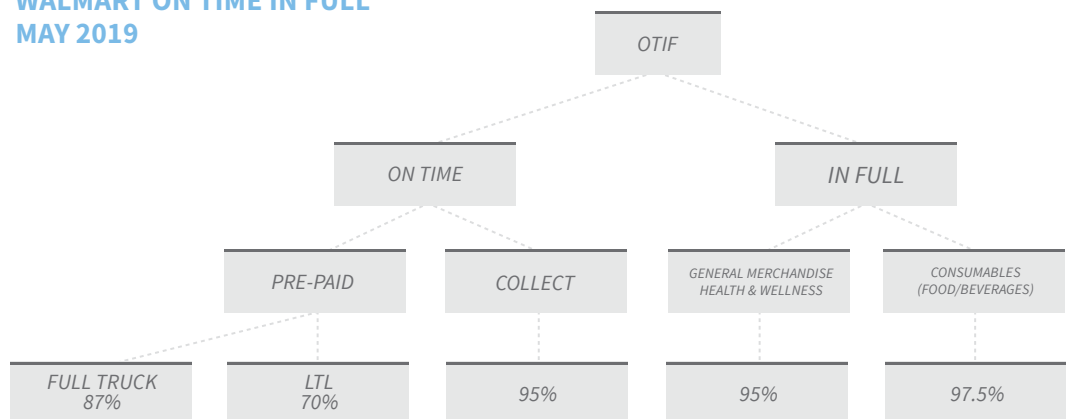 WALMART ON TIME IN FULL
MAY 2019
OTIF
ON TIME
IN FULL
PRE-PAID
COLLECT
GENERAL MERCHANDISE
HEALTH & WELLNESS
CONSUMABLES
(FOOD/BEVERAGES)
FULL TRUCK
87%
LTL
70%
95%
95%
97.5%